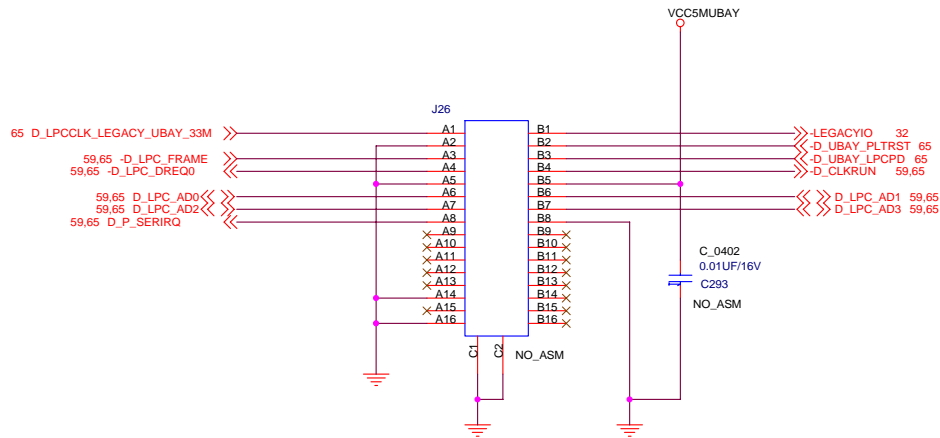 VCC5MUBAY
J26
65 D_LPCCLK_LEGACY_UBAY_33M A1 B1 -LEGACYIO 32
A2 B2 -D_UBAY_PLTRST 65
59,65 -D_LPC_FRAME A3 B3 -D_UBAY_LPCPD 65
59,65 -D_LPC_DREQ0 A4 B4 -D_CLKRUN 59,65
A5 B5
59,65 D_LPC_AD0 A6 B6 D_LPC_AD1 59,65
59,65 D_LPC_AD2 A7 B7 D_LPC_AD3 59,65
59,65 D_P_SERIRQ A8 B8
A9 B9
A10 B10
A11 B11
A12 B12
A13 B13
A14 B14
A15 B15
A16 B16
C_0402
0.01UF/16V
C293
NO_ASM
C1 C2 NO_ASM